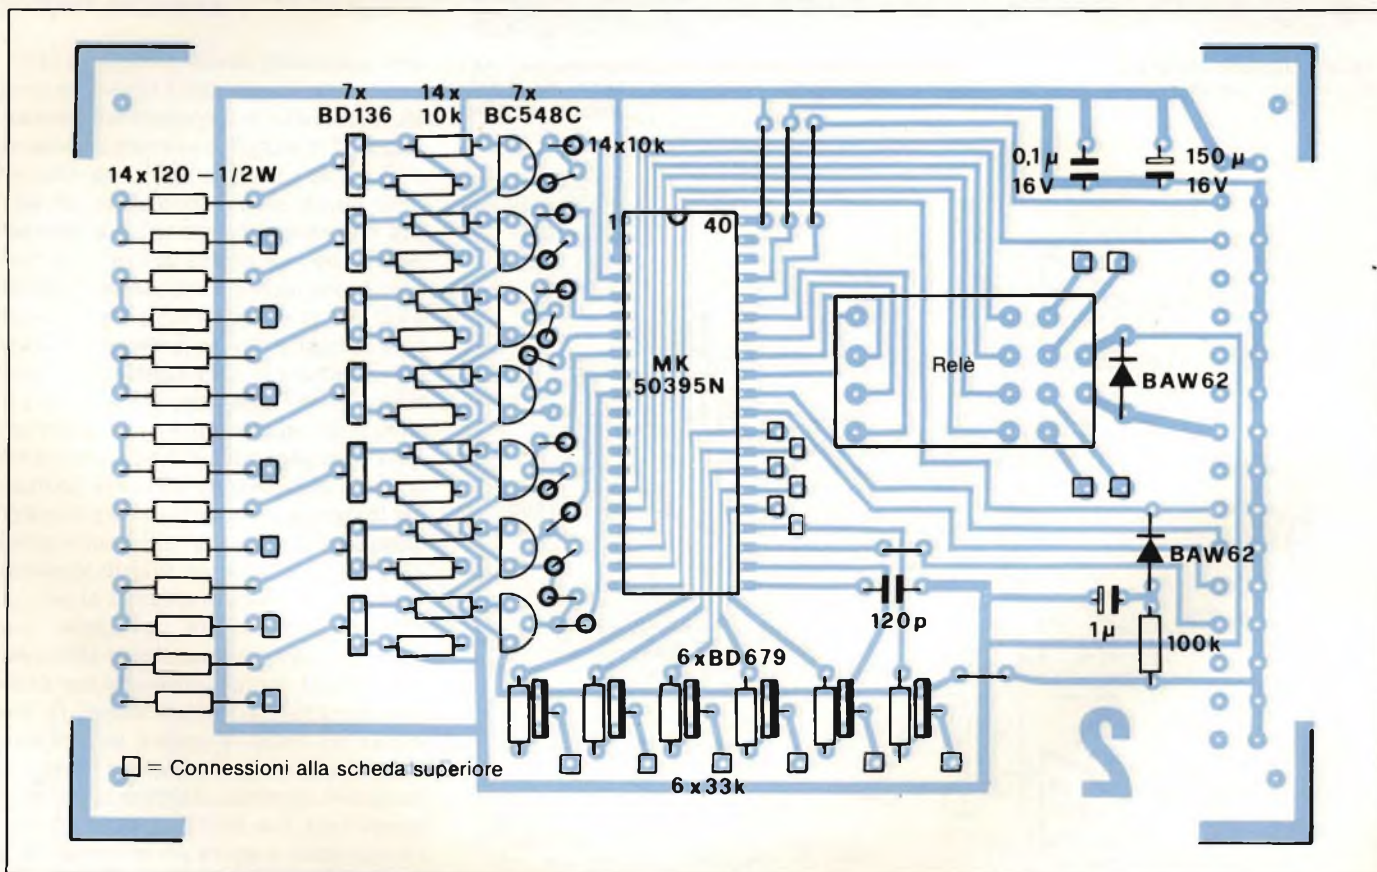 7x
BD136
14x
10k
7x
BC548C
14x10k
14x120-1/2W
0,1µ
16V
150µ
16V
1
40
MK
50395N
Relè
BAW62
BAW62
120p
1µ
100k
6xBD679
6x33k
2
= Connessioni alla scheda superiore